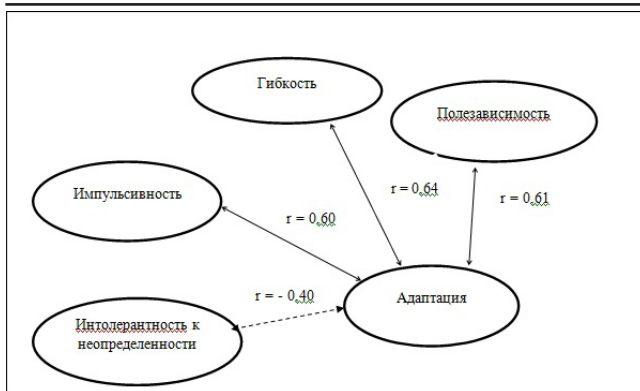 Гибкость
Полезависимость
Импульсивность
r = 0,64
r = 0,61
r = 0,60
r = - 0,40
Адаптация
Интолерантность к
неопределенности